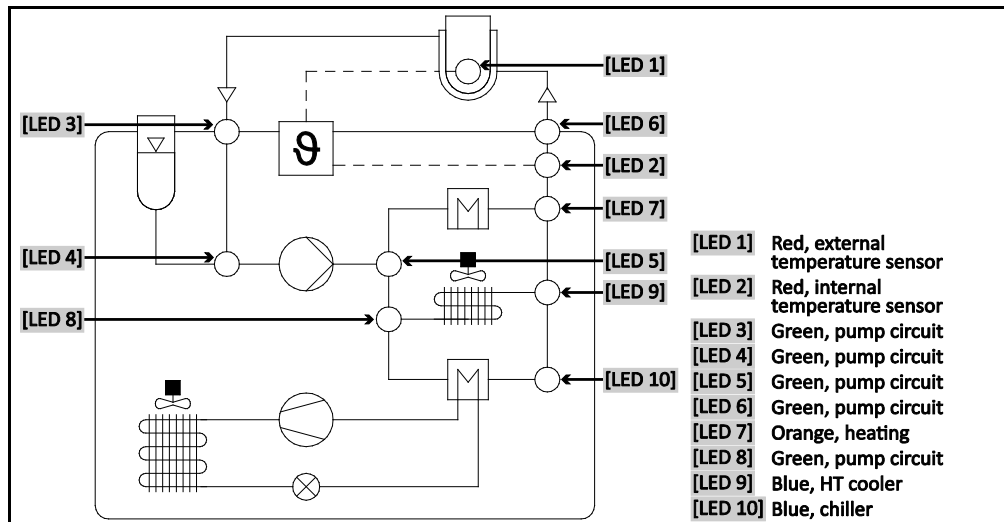 [LED 1]
[LED 3]
[LED 6]
ϑ
[LED 2]
[LED 7]
[LED 4]
[LED 5]
[LED 9]
[LED 8]
[LED 10]
[LED 1] Red, external
temperature sensor
[LED 2] Red, internal
temperature sensor
[LED 3] Green, pump circuit
[LED 4] Green, pump circuit
[LED 5] Green, pump circuit
[LED 6] Green, pump circuit
[LED 7] Orange, heating
[LED 8] Green, pump circuit
[LED 9] Blue, HT cooler
[LED 10] Blue, chiller